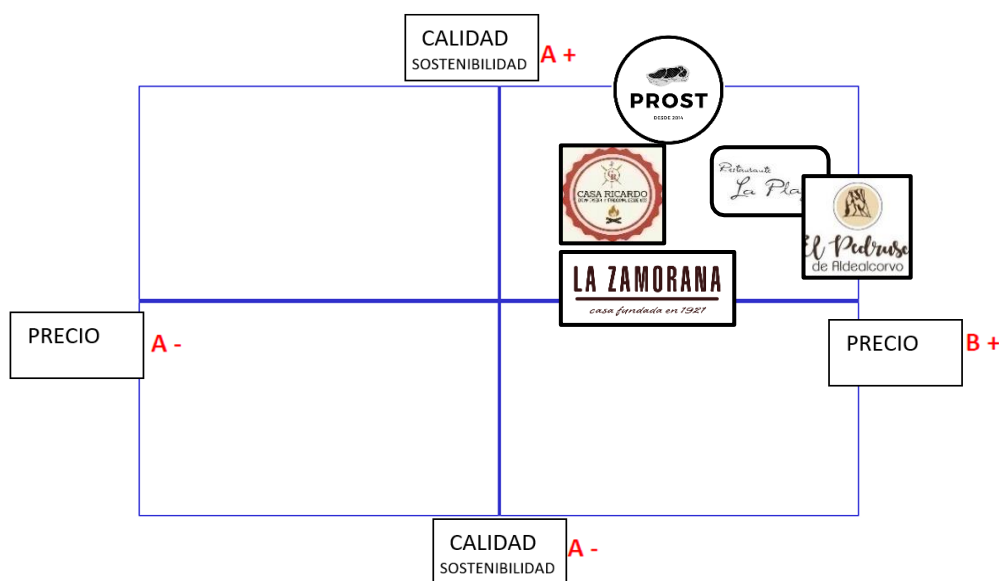 CALIDAD
SOSTENIBILIDAD
A +
PROST
DESDE 2014
CASA RICARDO
Restaurante
La Pla
El Pedruse
de Aldealcorvo
LA ZAMORANA
casa fundada en 1921
PRECIO
A -
PRECIO
B +
CALIDAD
SOSTENIBILIDAD
A -